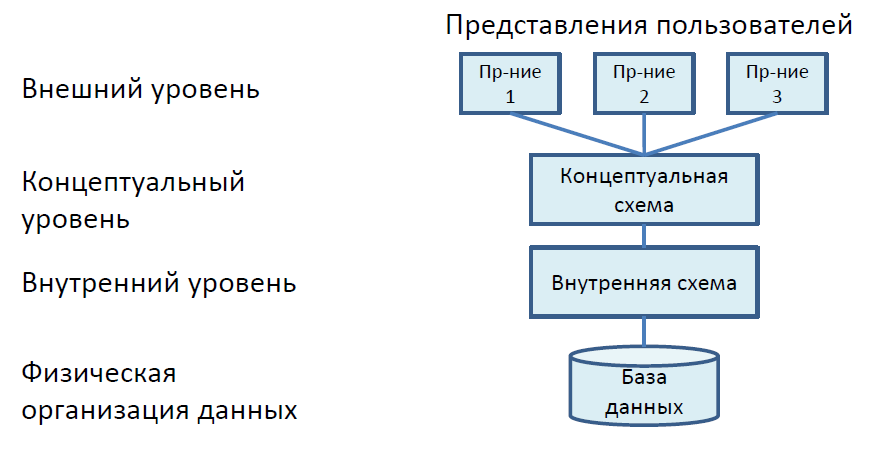 Представления пользователей
Внешний уровень
Пр-ние
1
Пр-ние
2
Пр-ние
3
Концептуальный
уровень
Концептуальная
схема
Внутренний уровень
Внутренняя схема
Физическая
организация данных
База
данных